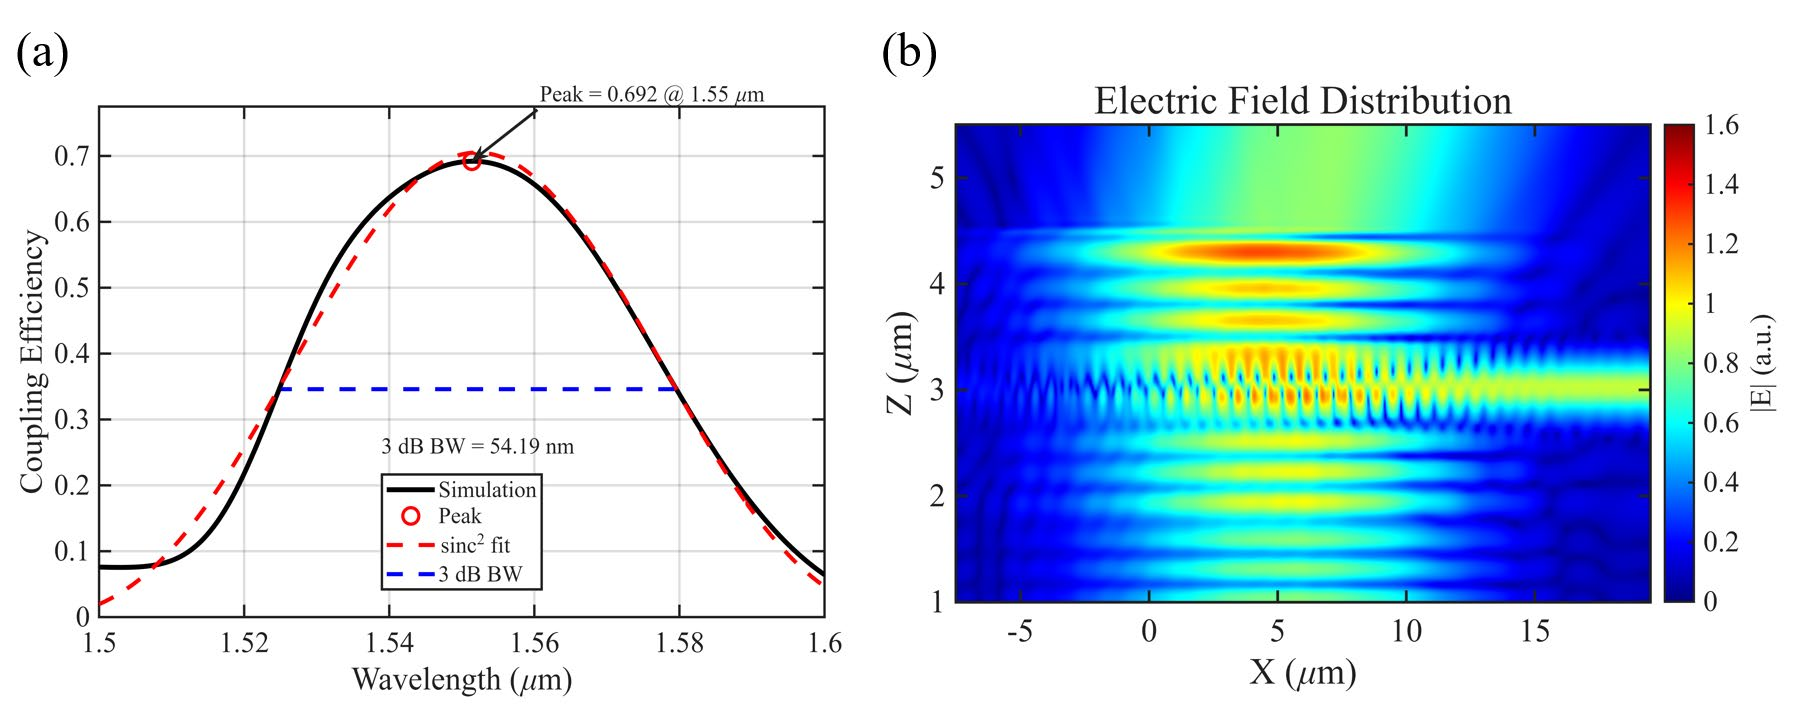 (a)
Peak = 0.692 @ 1.55 μm
Coupling Efficiency
0.7
0.6
0.5
0.4
0.3
0.2
0.1
0
3 dB BW = 54.19 nm
Simulation
Peak
sinc² fit
3 dB BW
1.5 1.52 1.54 1.56 1.58 1.6
Wavelength (μm)
(b)
Electric Field Distribution
Z (μm)
5
4
3
2
1
-5 0 5 10 15
X (μm)
1.6
1.4
1.2
1
0.8
0.6
0.4
0.2
0
|E| (a.u.)